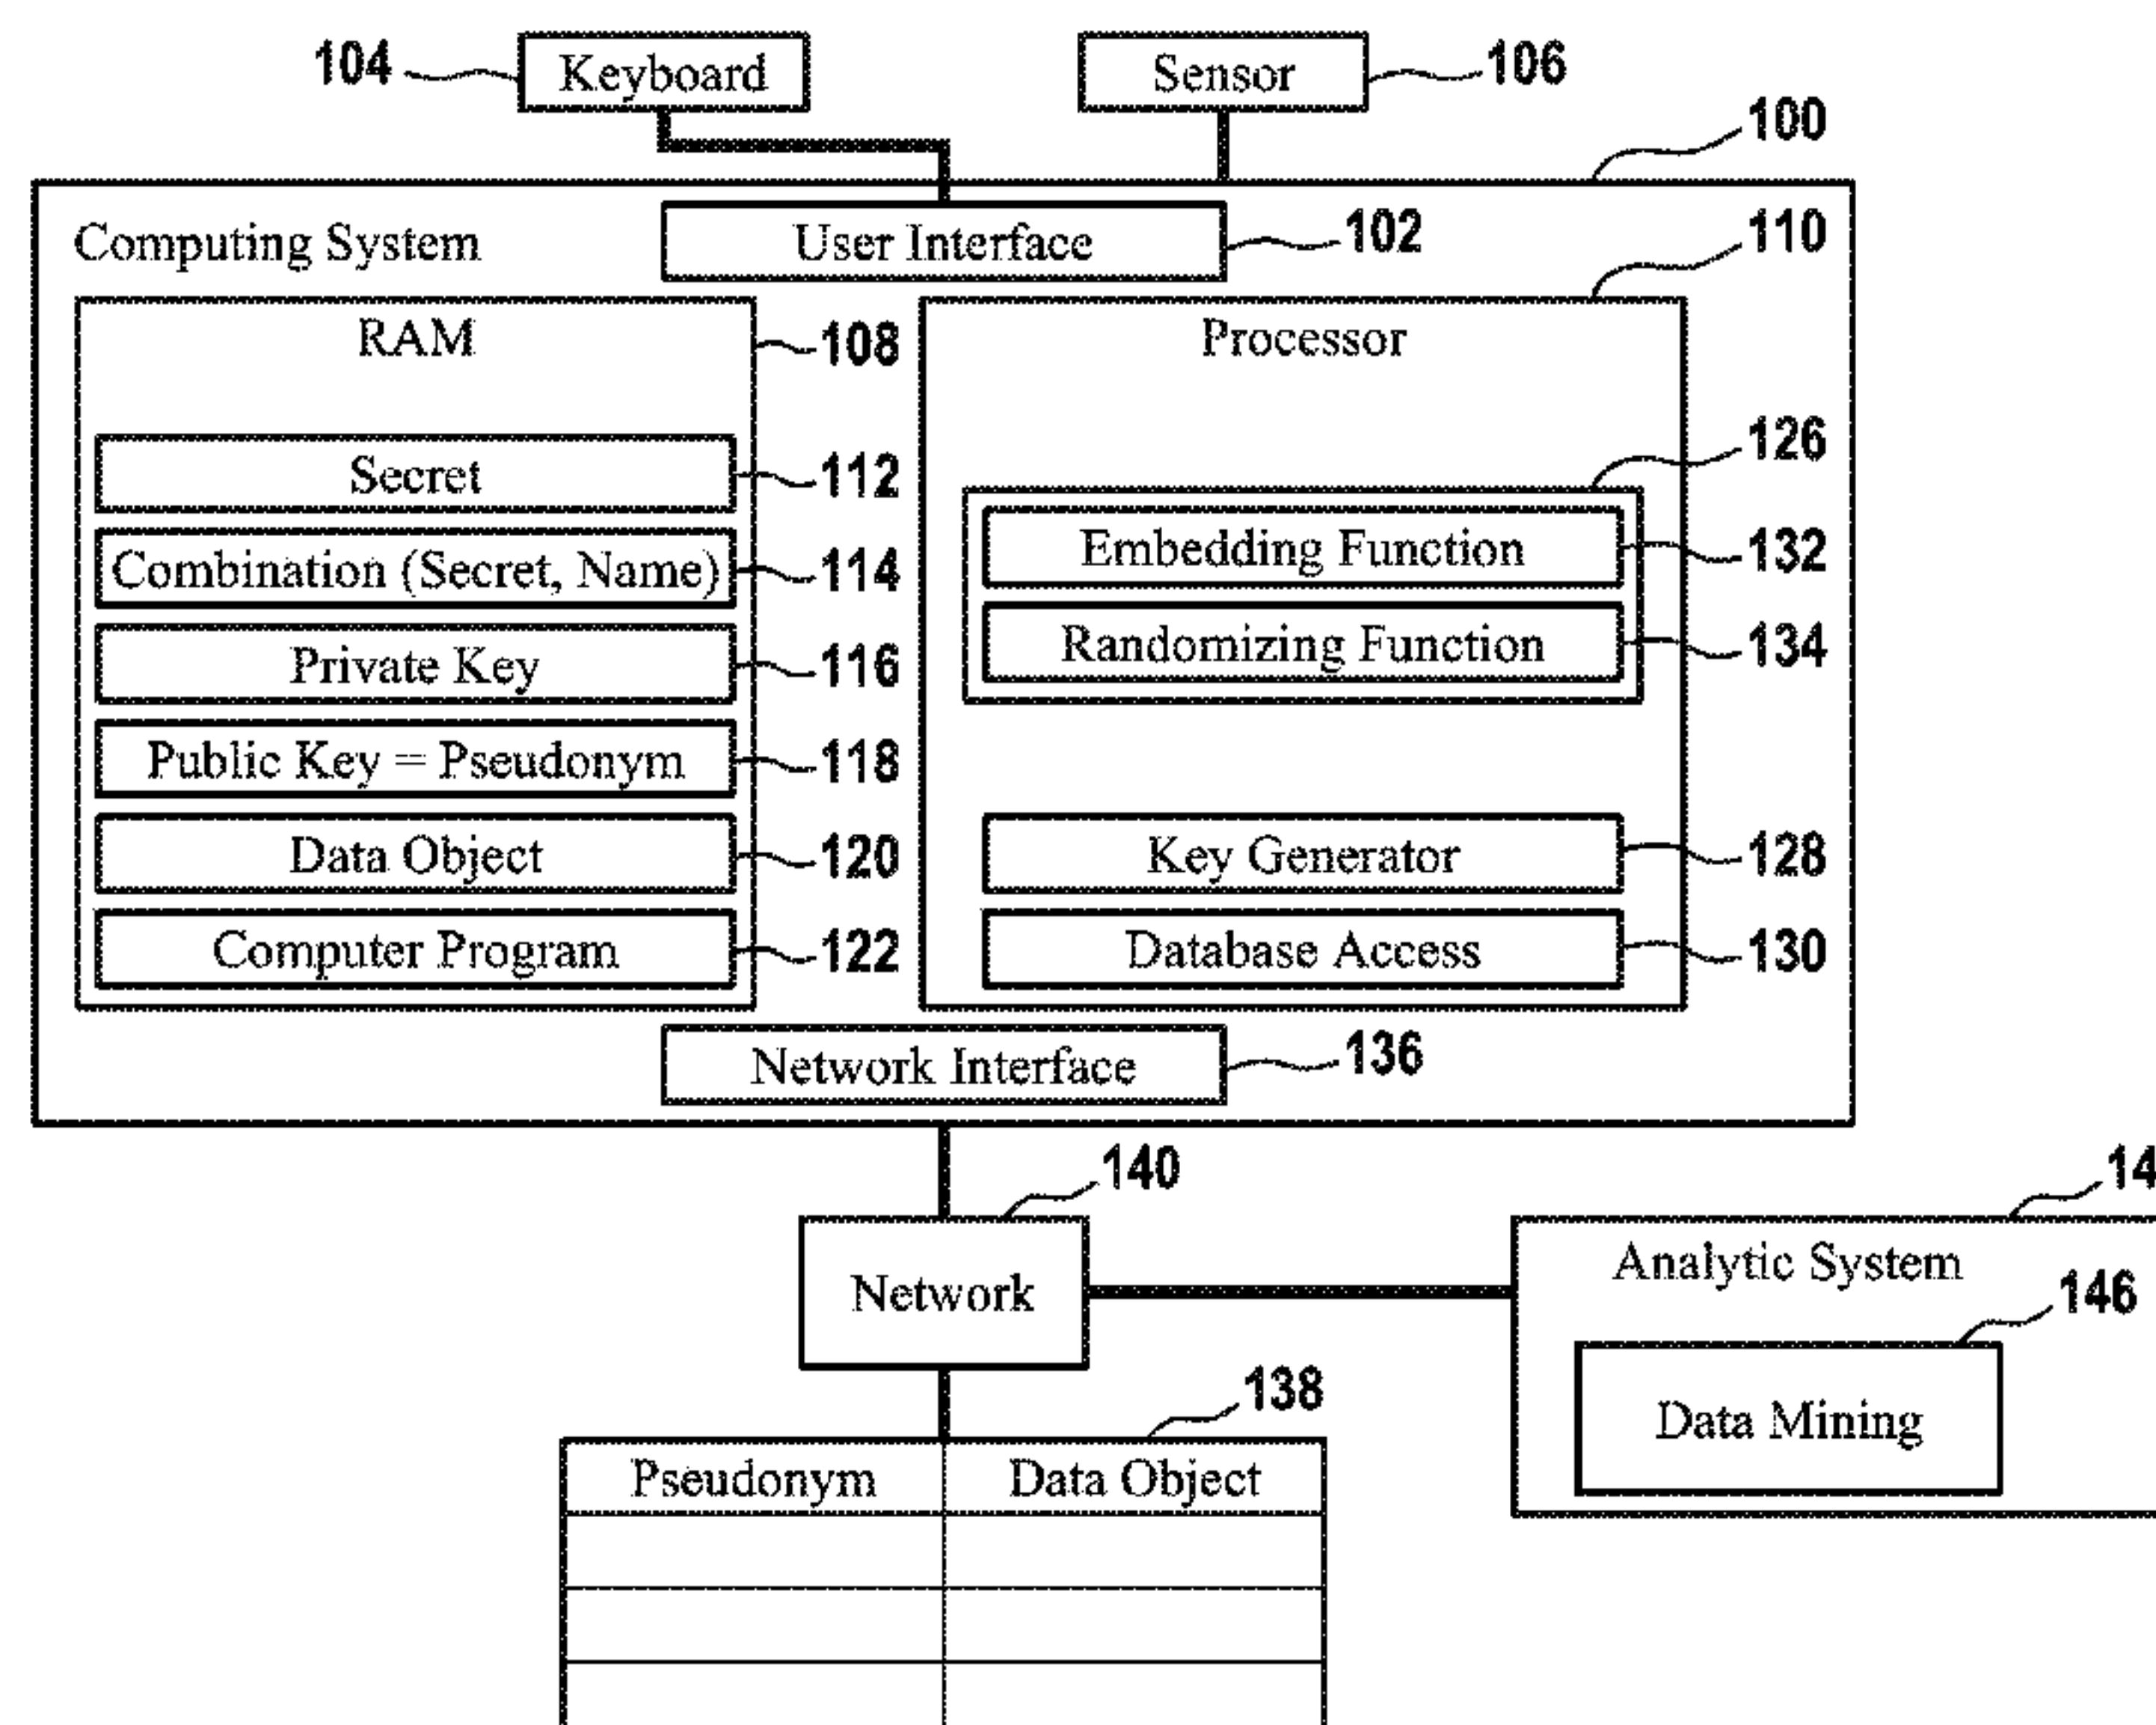 104 Keyboard Sensor 106
100
Computing System User Interface 102 110
RAM 108 Processor
126
Secret 112
Embedding Function 132
Combination (Secret, Name) 114
Randomizing Function 134
Private Key 116
Public Key = Pseudonym 118
Data Object 120 Key Generator 128
Computer Program 122 Database Access 130
Network Interface 136
140
Network
Analytic System
146
Data Mining
138
Pseudonym Data Object